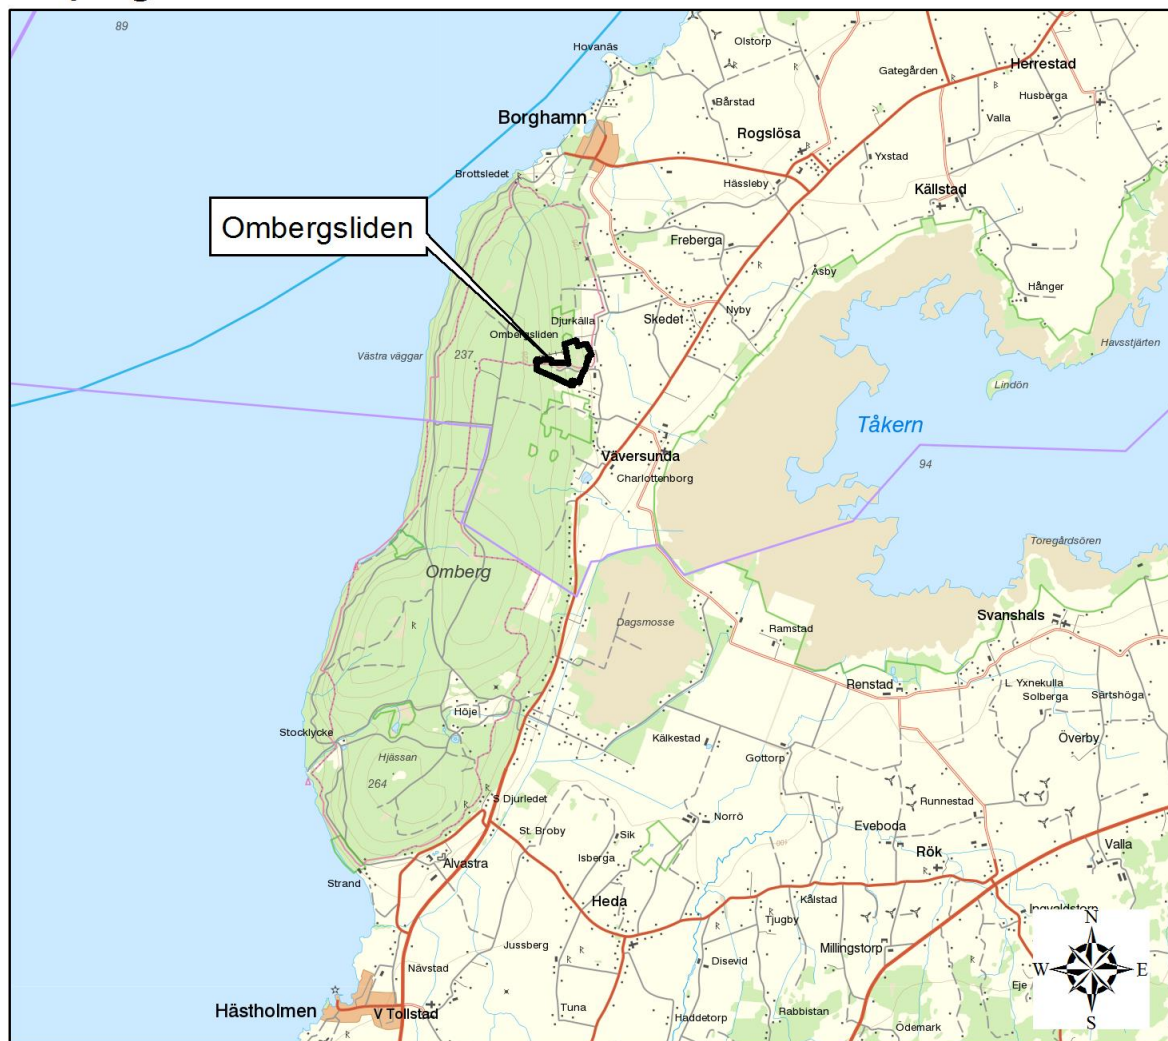 89
Hovanäs
Olstorp
Gategården
Herrestad
Husberga
Borghamn
Bårstad
Valla
Rogslösa
Yxstad
Brottsledet
Hässleby
Källstad
Ombergsliden
Freberga
Åsby
Hånger
Djurkälla
Skedet
Nyby
Ombergsliden
Västra väggar
237
Havsstjärten
Lindön
Tåkern
Väversunda
94
Charlottenborg
Toregårdsören
Omberg
Svanshals
Dagsmosse
Ramstad
Renstad
L Yxnekulla
Solberga
Särtshöga
Höje
Stocklycke
Kälkestad
Överby
Hjässan
Gottorp
264
S Djurledet
Runnestad
St. Broby
Norrö
Eveboda
Sik
Isberga
Rök
Valla
Alvastra
Strand
Heda
Kålstad
Tjugby
Jussberg
Millingstorp
N
Nävstad
Disevid
W
E
Eje
Hästholmen
V Tollstad
Tuna
Haddetorp
Rabbistan
Ödemark
S